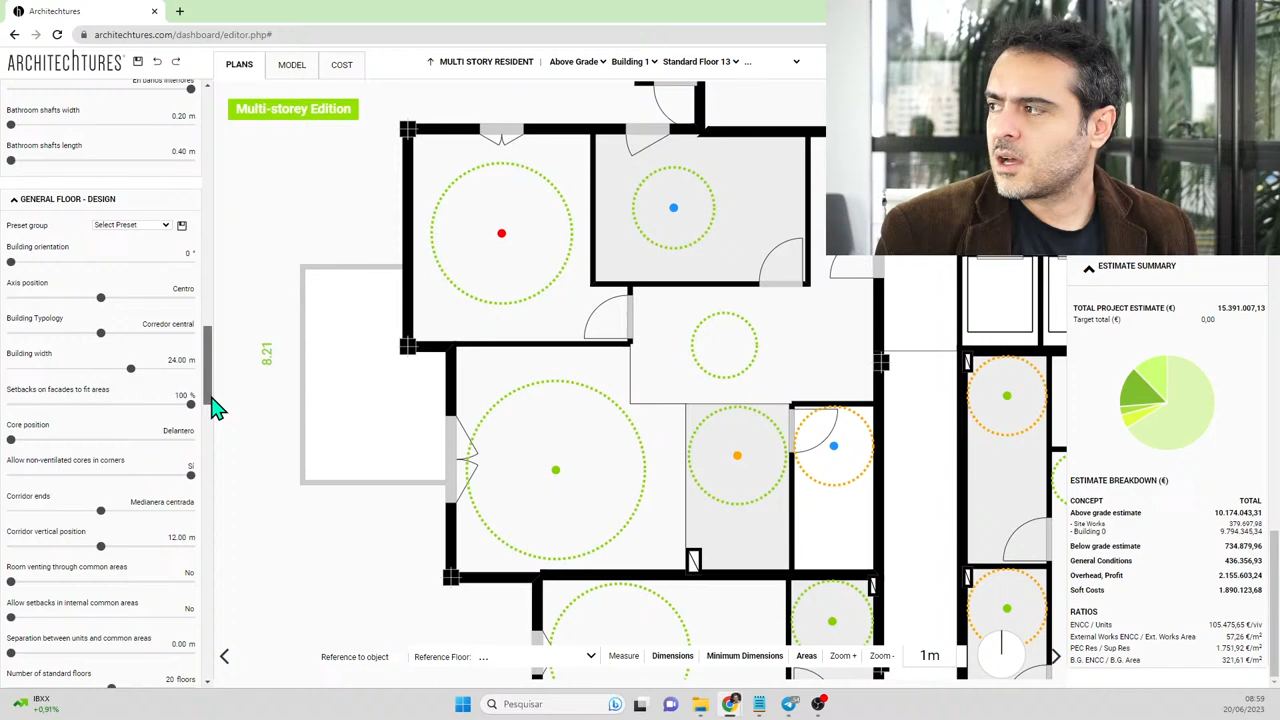 Architechtures
architechtures.com/dashboard/editor.php#
ARCHITECHTURES
PLANS
MODEL
COST
MULTI STORY RESIDENT
Above Grade
Building 1
Standard Floor 13
...
Multi-storey Edition
En baños interiores
Bathroom shafts width
0.20 m
Bathroom shafts length
0.40 m
GENERAL FLOOR - DESIGN
Preset group
Select Preset
Building orientation
0 °
Axis position
Centro
Building Typology
Corredor central
Building width
24.00 m
Setbacks on facades to fit areas
100 %
Core position
Delantero
Allow non-ventilated cores in corners
Sí
Corridor ends
Medianera centrada
Corridor vertical position
12.00 m
Room venting through common areas
No
Allow setbacks in internal common areas
No
Separation between units and common areas
0.00 m
Number of standard floors
20 floors
8.21
Reference to object
Reference Floor:
...
Measure
Dimensions
Minimum Dimensions
Areas
Zoom +
Zoom -
1m
ESTIMATE SUMMARY
TOTAL PROJECT ESTIMATE (€)
15.391.007,13
Target total (€)
0,00
ESTIMATE BREAKDOWN (€)
CONCEPT
TOTAL
Above grade estimate
10.174.043,31
- Site Works
379.697,98
- Building 0
9.794.345,34
Below grade estimate
734.879,96
General Conditions
436.356,93
Overhead, Profit
2.155.603,24
Soft Costs
1.890.123,68
RATIOS
ENCC / Units
105.475,65 €/viv
External Works ENCC / Ext. Works Area
57,26 €/m²
PEC Res / Sup Res
1.751,92 €/m²
B.G. ENCC / B.G. Area
321,61 €/m²
IBXX
+0,91%
Pesquisar
08:59
20/06/2023